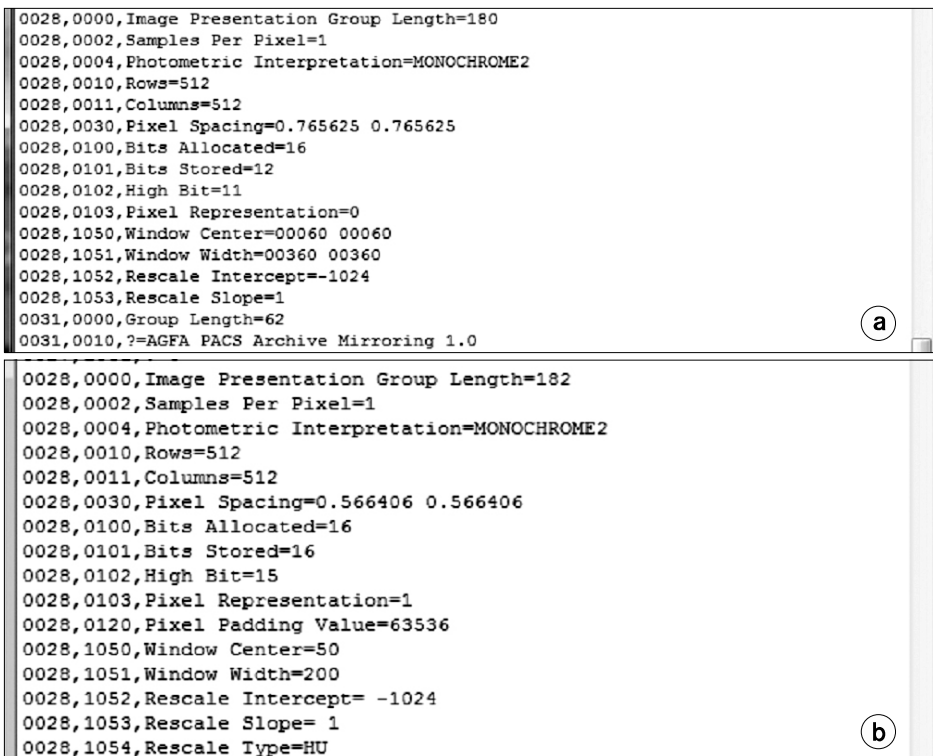 0028,0000,Image Presentation Group Length=180
0028,0002,Samples Per Pixel=1
0028,0004,Photometric Interpretation=MONOCHROME2
0028,0010,Rows=512
0028,0011,Columns=512
0028,0030,Pixel Spacing=0.765625 0.765625
0028,0100,Bits Allocated=16
0028,0101,Bits Stored=12
0028,0102,High Bit=11
0028,0103,Pixel Representation=0
0028,1050,Window Center=00060 00060
0028,1051,Window Width=00360 00360
0028,1052,Rescale Intercept=-1024
0028,1053,Rescale Slope=1
0031,0000,Group Length=62
0031,0010,?=AGFA PACS Archive Mirroring 1.0
a
0028,0000,Image Presentation Group Length=182
0028,0002,Samples Per Pixel=1
0028,0004,Photometric Interpretation=MONOCHROME2
0028,0010,Rows=512
0028,0011,Columns=512
0028,0030,Pixel Spacing=0.566406 0.566406
0028,0100,Bits Allocated=16
0028,0101,Bits Stored=16
0028,0102,High Bit=15
0028,0103,Pixel Representation=1
0028,0120,Pixel Padding Value=63536
0028,1050,Window Center=50
0028,1051,Window Width=200
0028,1052,Rescale Intercept= -1024
0028,1053,Rescale Slope= 1
0028,1054,Rescale Type=HU
b